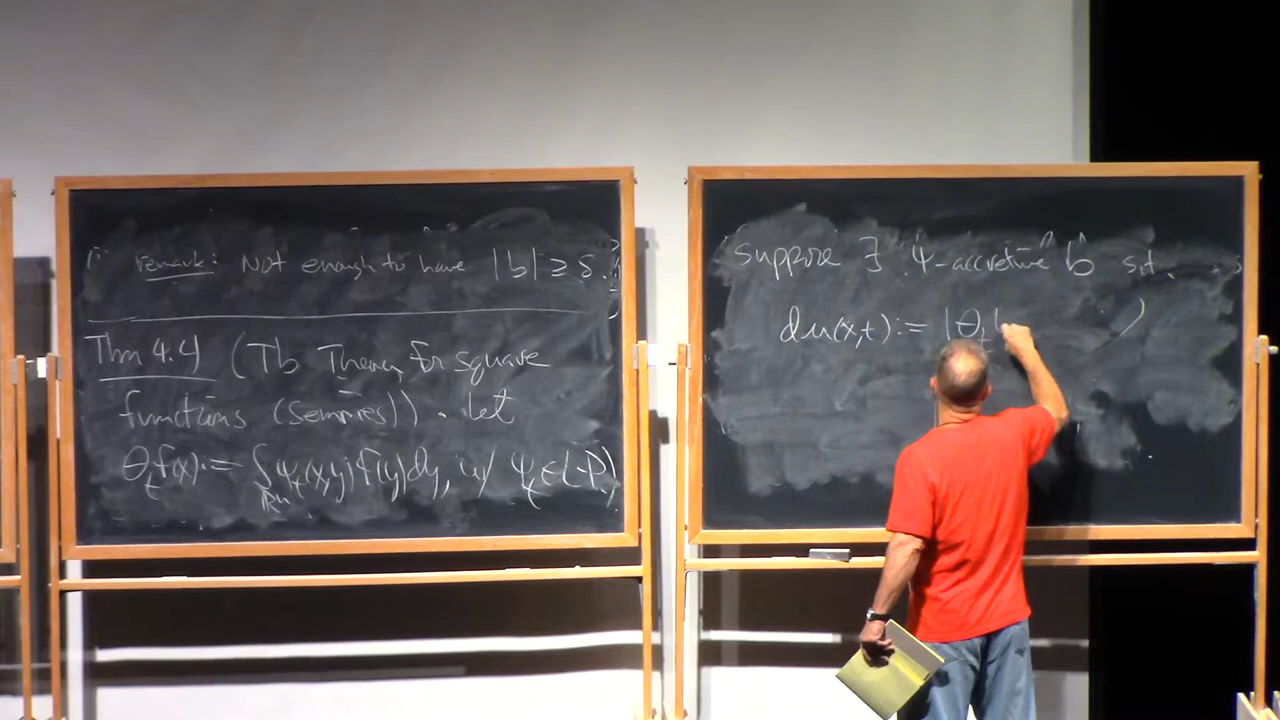 remark: Not enough to have |b| ≥ δ.
Thm 4.4 (Tb Theorem for square
functions (Semmes)). Let
θ_t f(x) := ∫_{ℝⁿ} ψ_t(x,y) f(y) dy, w/ ψ_t ∈ (-P.)
suppose ∃ ψ-accretive b s.t.
dμ(x,t) := |θ_t